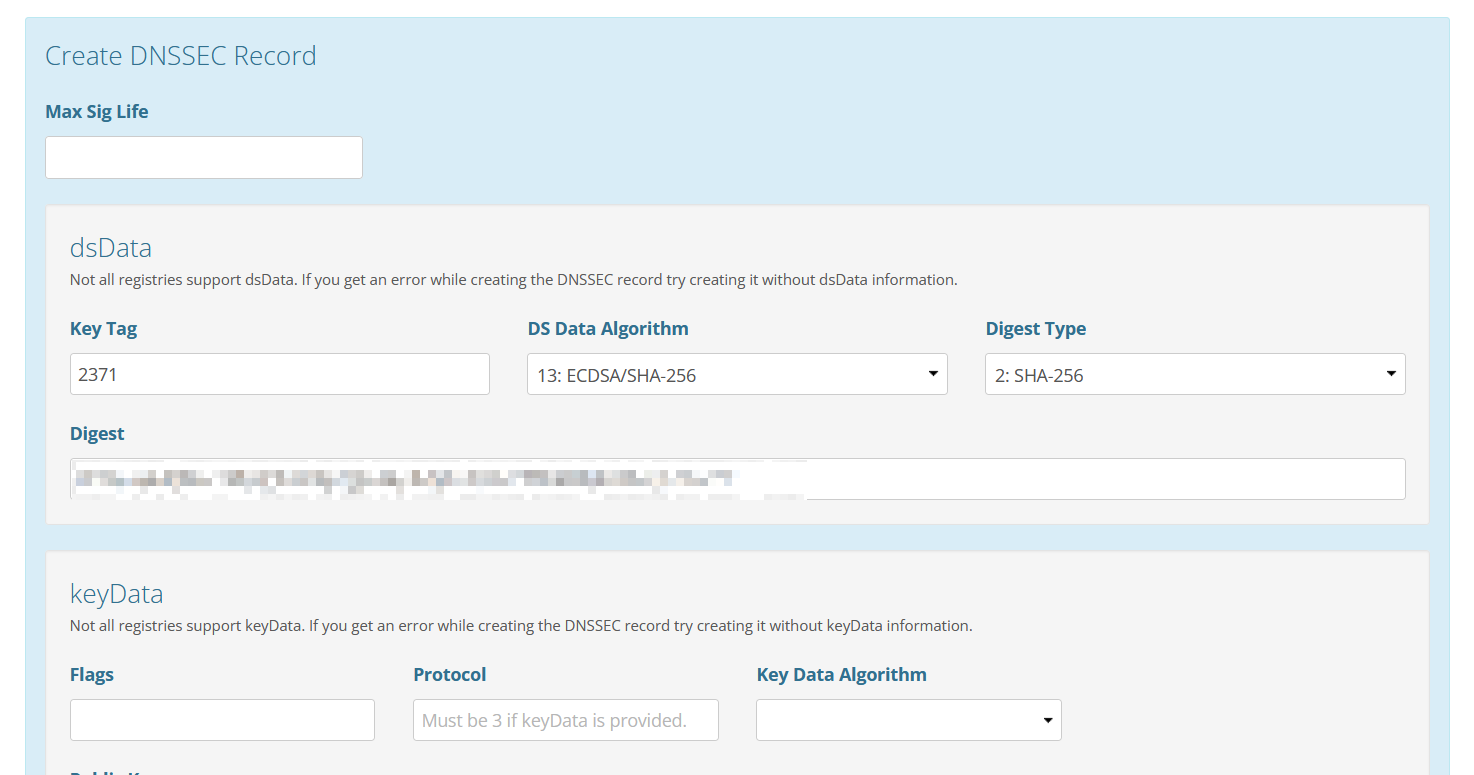 Create DNSSEC Record
Max Sig Life
dsData
Not all registries support dsData. If you get an error while creating the DNSSEC record try creating it without dsData information.
Key Tag DS Data Algorithm Digest Type
2371 13: ECDSA/SHA-256 2: SHA-256
Digest
keyData
Not all registries support keyData. If you get an error while creating the DNSSEC record try creating it without keyData information.
Flags Protocol Key Data Algorithm
Must be 3 if keyData is provided.